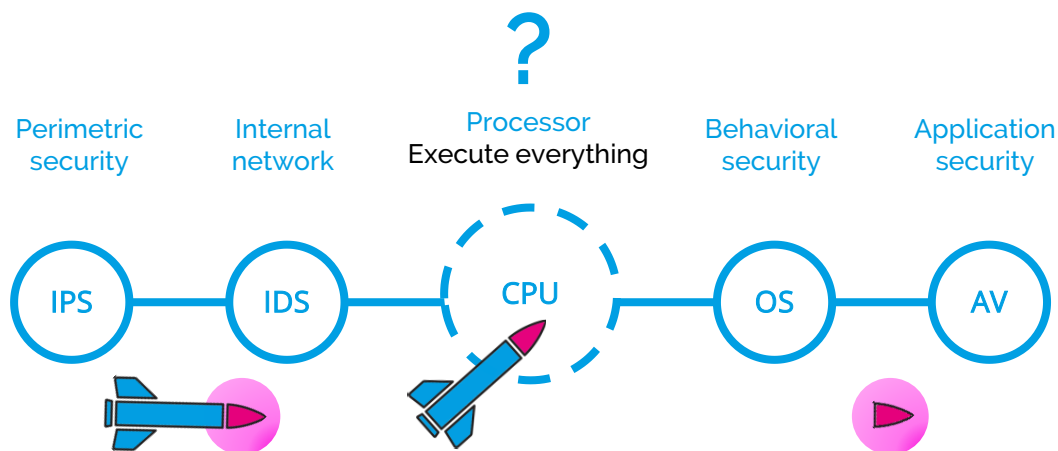 ?
Perimetric
security
Internal
network
Processor
Execute everything
Behavioral
security
Application
security
IPS
IDS
CPU
OS
AV